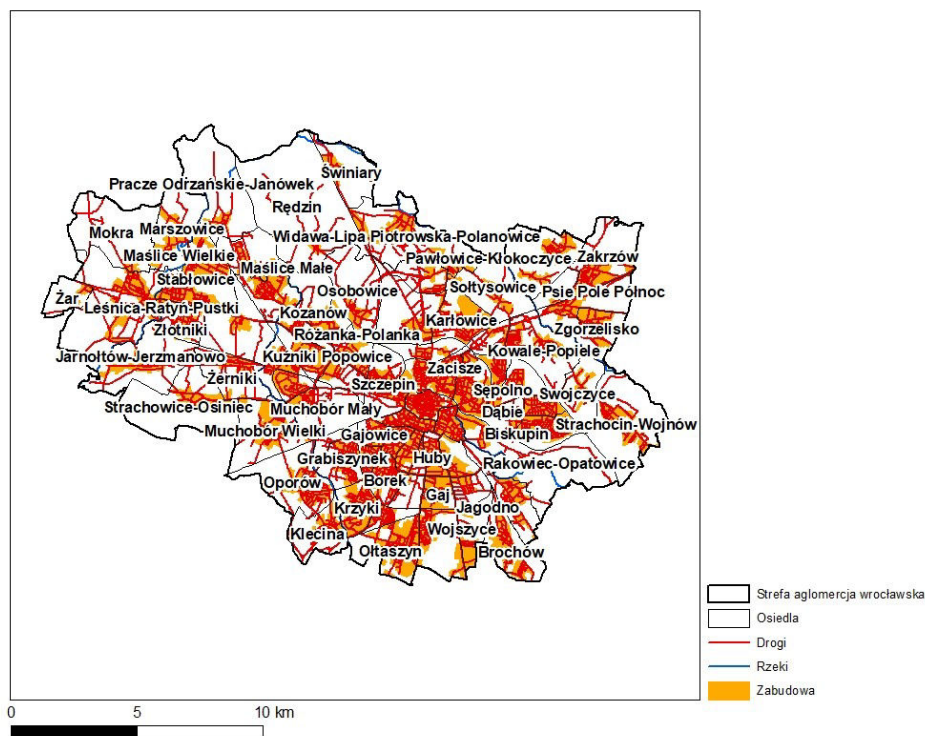 Świniary
Pracze Odrzańskie-Janówek
Rędzin
Mokra
Marszowice
Widawa-Lipa Piotrowska-Polanowice
Maślice Wielkie
Pawłowice-Kłokoczyce
Zakrzów
Maślice Małe
Stabłowice
Sołtysowice
Osobowice
Psie Pole Północ
Żar
Leśnica-Ratyń-Pustki
Kozanów
Karłowice
Złotniki
Różanka-Polanka
Zgorzelisko
Jarnołtów-Jerzmanowo
Kuźniki Popowice
Kowale-Popiele
Zacisze
Żerniki
Szczepin
Sępolno
Swojczyce
Strachowice-Osiniec
Muchobór Mały
Dąbie
Strachocin-Wojnów
Muchobór Wielki
Gajowice
Biskupin
Grabiszynek
Huby
Rakowiec-Opatowice
Oporów
Borek
Gaj
Krzyki
Jagodno
Klecina
Wojszyce
Ołtaszyn
Brochów
Strefa aglomercja wrocławska
Osiedla
Drogi
Rzeki
Zabudowa
0 5 10 km